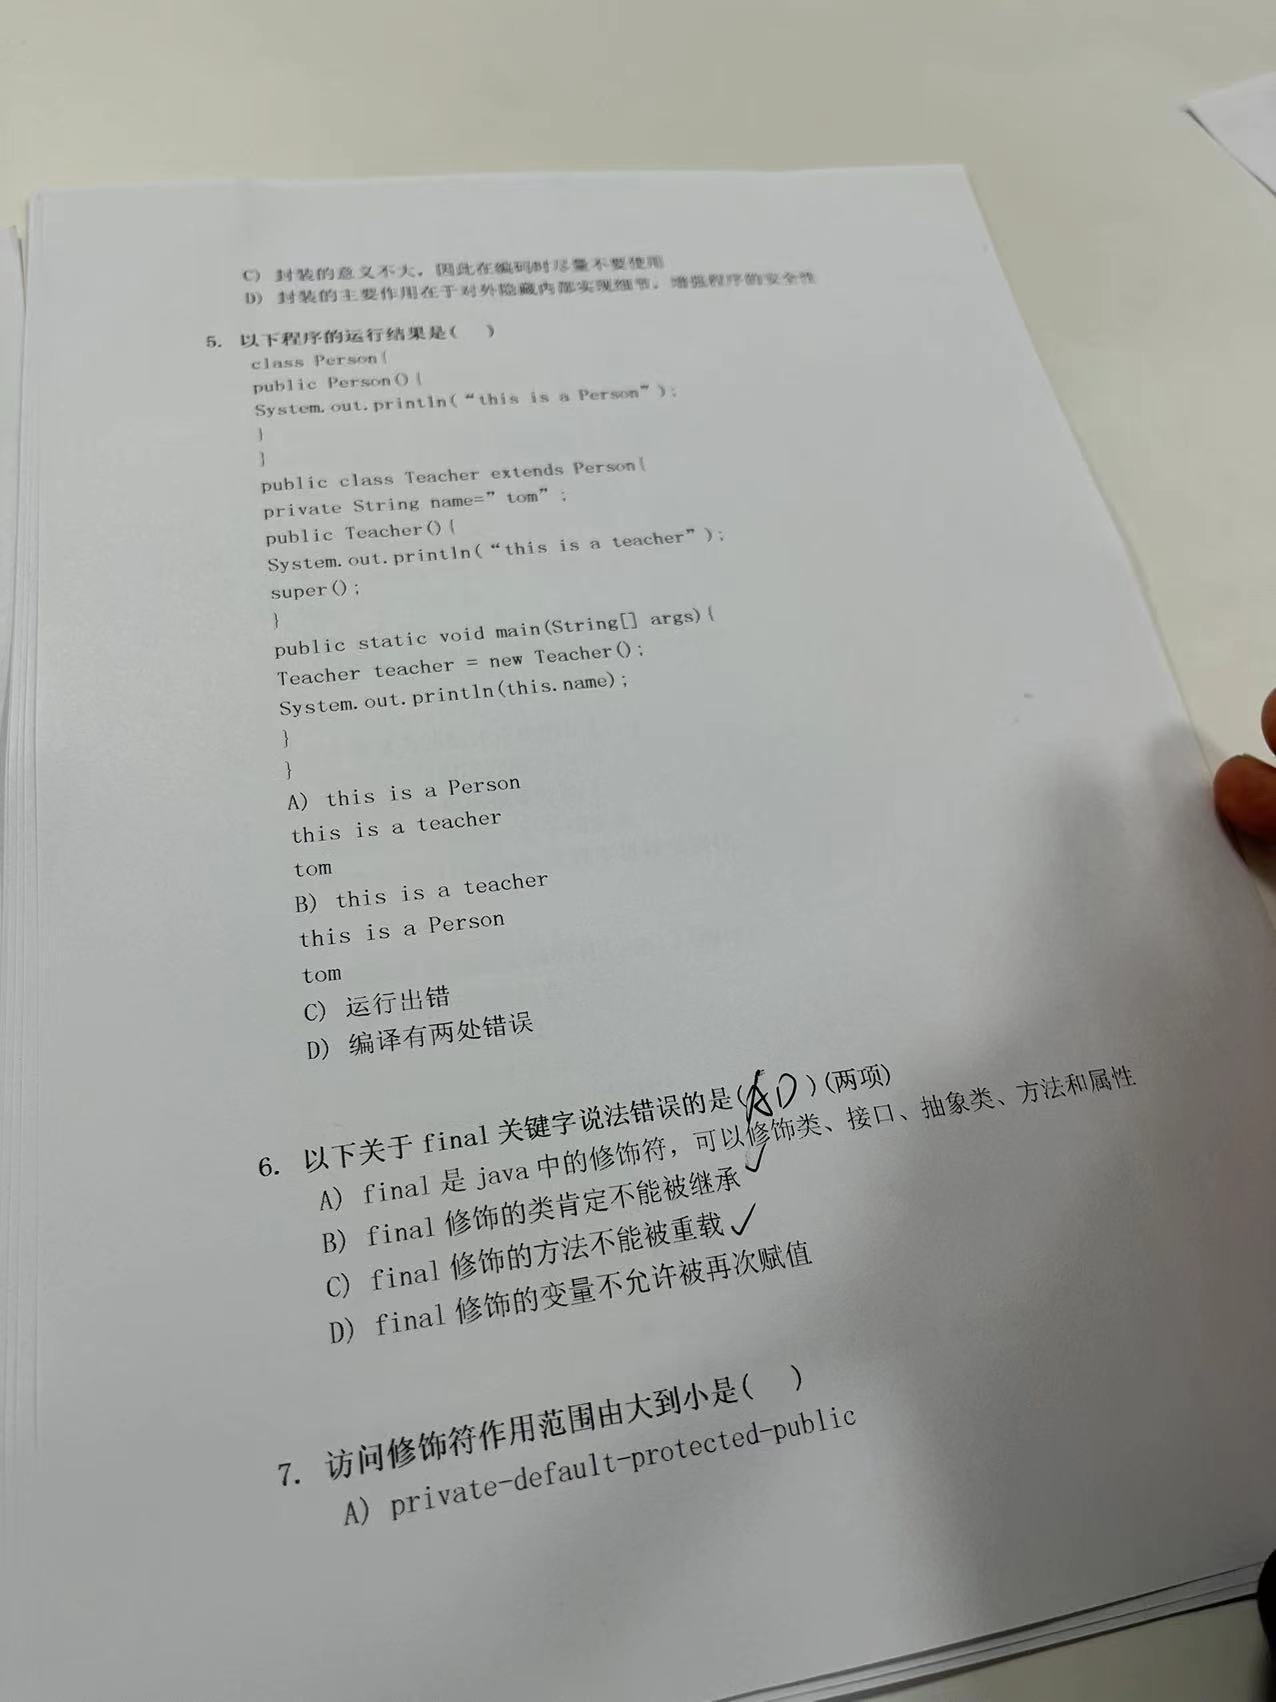 C) 封装的意义不大，因此在编码时尽量不要使用
D) 封装的主要作用在于对外隐藏内部实现细节，增强程序的安全性
5. 以下程序的运行结果是( )
class Person{
public Person(){
System.out.println(“this is a Person”);
}
}
public class Teacher extends Person{
private String name=”tom”;
public Teacher(){
System.out.println(“this is a teacher”);
super();
}
public static void main(String[] args){
Teacher teacher = new Teacher();
System.out.println(this.name);
}
}
A) this is a Person
this is a teacher
tom
B) this is a teacher
this is a Person
tom
C) 运行出错
D) 编译有两处错误
6. 以下关于 final 关键字说法错误的是(AD)(两项)
A) final 是 java 中的修饰符，可以修饰类、接口、抽象类、方法和属性
B) final 修饰的类肯定不能被继承 ✓
C) final 修饰的方法不能被重载 ✓
D) final 修饰的变量不允许被再次赋值
7. 访问修饰符作用范围由大到小是( )
A) private-default-protected-public